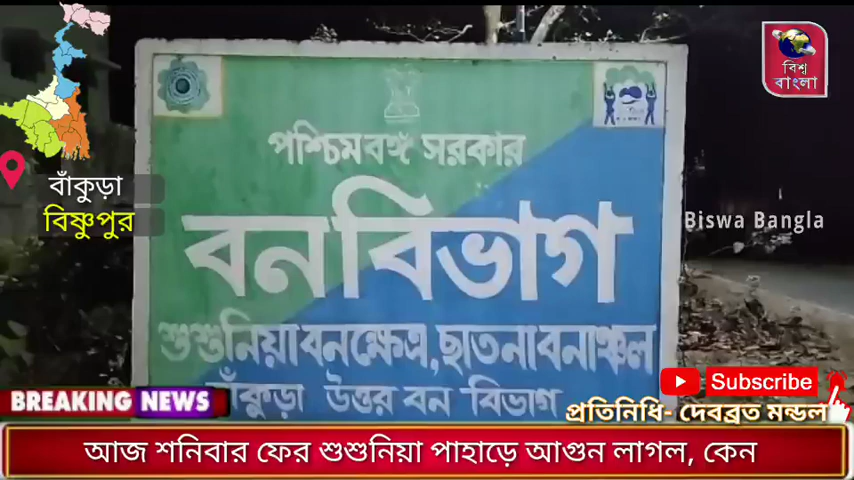 বিশ্ব
বাংলা
পশ্চিমবঙ্গ সরকার
বাঁকুড়া
বিষ্ণুপুর
বনবিভাগ
Biswa Bangla
শুশুনিয়া বনক্ষেত্র, ছাতনা বনাঞ্চল
বাঁকুড়া উত্তর বন বিভাগ
Subscribe
BREAKING NEWS
প্রতিনিধি- দেবব্রত মন্ডল
আজ শনিবার ফের শুশুনিয়া পাহাড়ে আগুন লাগল, কেন